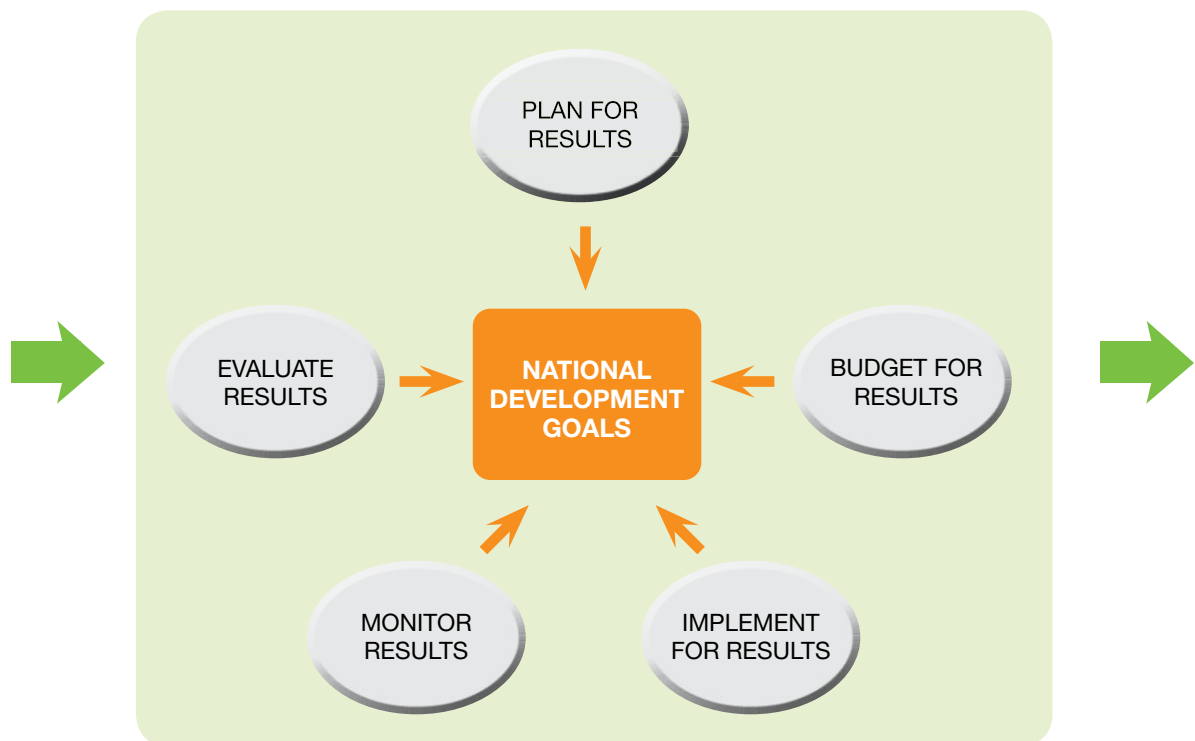 PLAN FOR
RESULTS
EVALUATE
RESULTS
NATIONAL
DEVELOPMENT
GOALS
BUDGET FOR
RESULTS
MONITOR
RESULTS
IMPLEMENT
FOR RESULTS